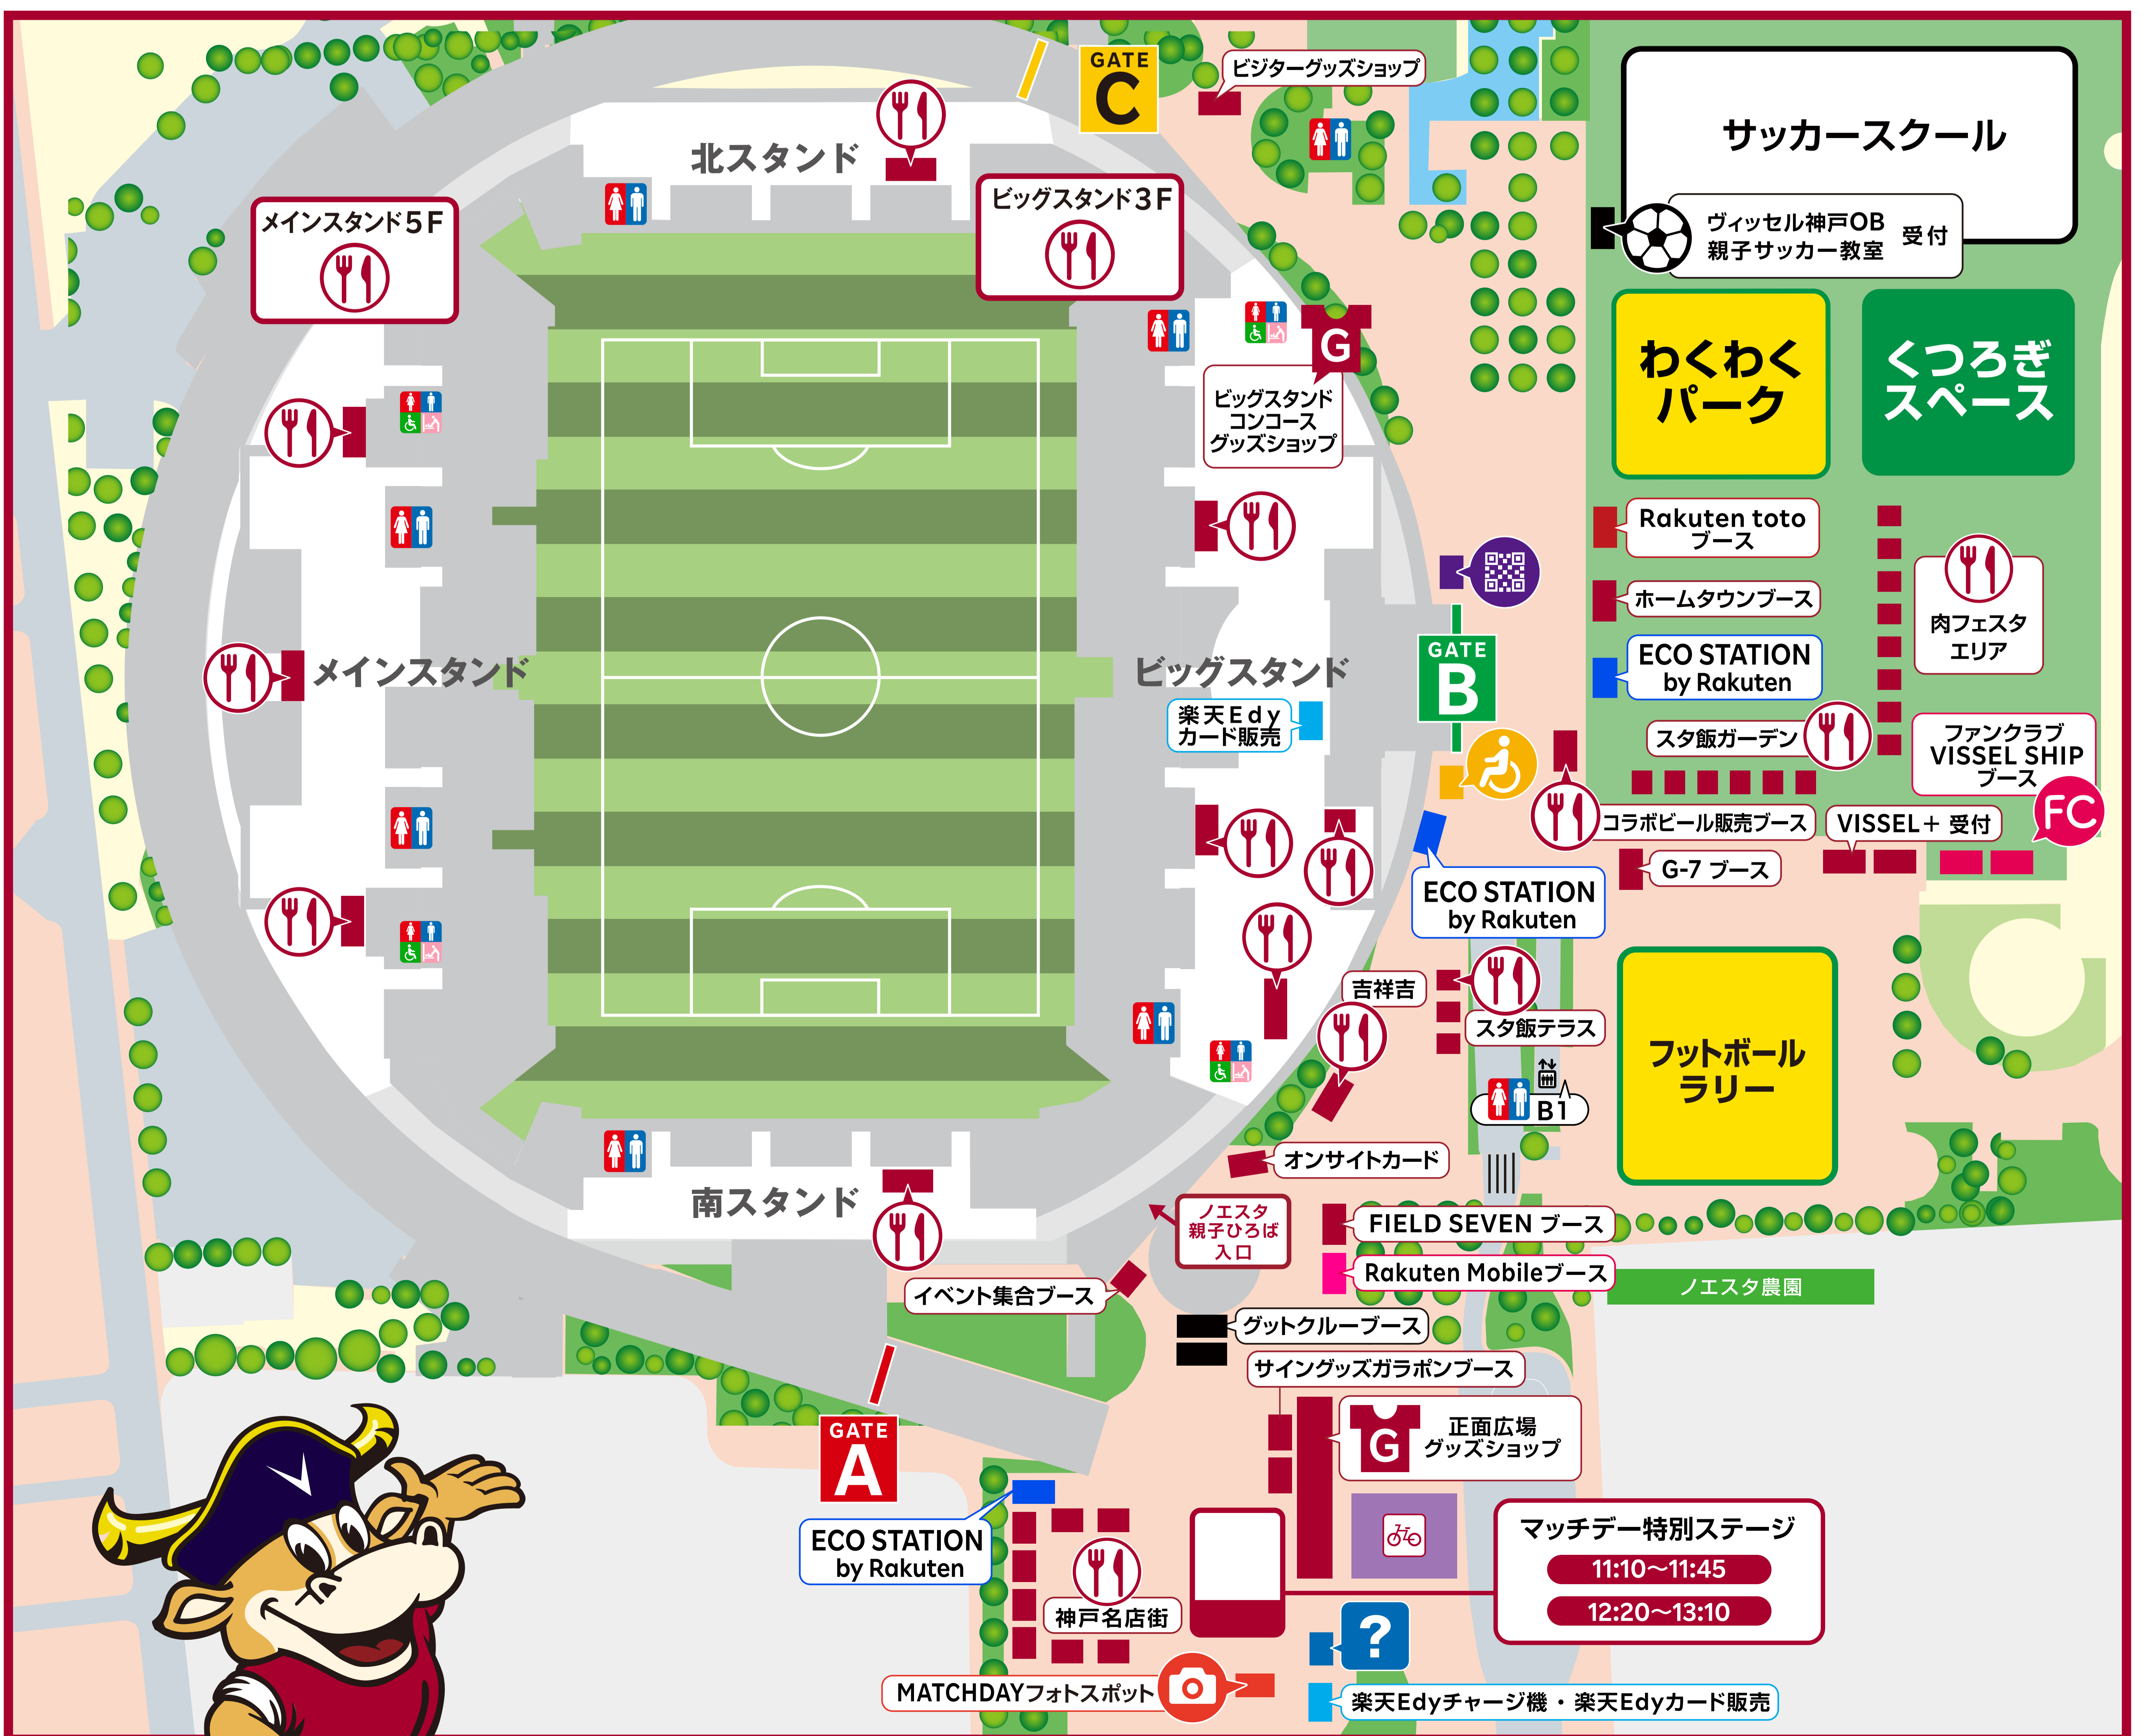 GATE
C
ビジターグッズショップ
サッカースクール
北スタンド
ビッグスタンド3F
メインスタンド5F
ヴィッセル神戸OB
親子サッカー教室
受付
G
ビッグスタンド
コンコース
グッズショップ
わくわく
パーク
くつろぎ
スペース
Rakuten toto
ブース
ホームタウンブース
肉フェスタ
エリア
ECO STATION
by Rakuten
メインスタンド
ビッグスタンド
GATE
B
楽天Edy
カード販売
スタ飯ガーデン
ファンクラブ
VISSEL SHIP
ブース
FC
コラボビール販売ブース
VISSEL+ 受付
G-7 ブース
ECO STATION
by Rakuten
吉祥吉
スタ飯テラス
フットボール
ラリー
B1
オンサイトカード
南スタンド
ノエスタ
親子ひろば
入口
FIELD SEVEN ブース
Rakuten Mobileブース
ノエスタ農園
イベント集合ブース
グットクルーブース
サイングッズガラポンブース
G
正面広場
グッズショップ
GATE
A
ECO STATION
by Rakuten
神戸名店街
マッチデー特別ステージ
11:10〜11:45
12:20〜13:10
?
MATCHDAYフォトスポット
楽天Edyチャージ機・楽天Edyカード販売